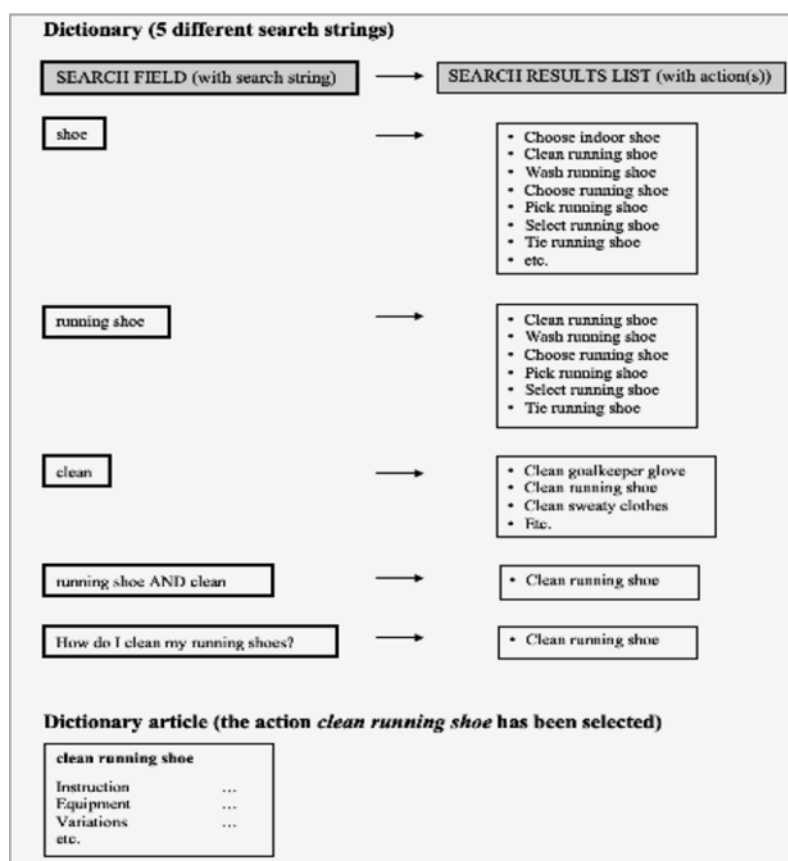 Dictionary (5 different search strings)
SEARCH FIELD (with search string)
SEARCH RESULTS LIST (with action(s))
shoe
• Choose indoor shoe
• Clean running shoe
• Wash running shoe
• Choose running shoe
• Pick running shoe
• Select running shoe
• Tie running shoe
• etc.
running shoe
• Clean running shoe
• Wash running shoe
• Choose running shoe
• Pick running shoe
• Select running shoe
• Tie running shoe
clean
• Clean goalkeeper glove
• Clean running shoe
• Clean sweaty clothes
• Etc.
running shoe AND clean
• Clean running shoe
How do I clean my running shoes?
• Clean running shoe
Dictionary article (the action clean running shoe has been selected)
clean running shoe
Instruction ...
Equipment ...
Variations ...
etc.